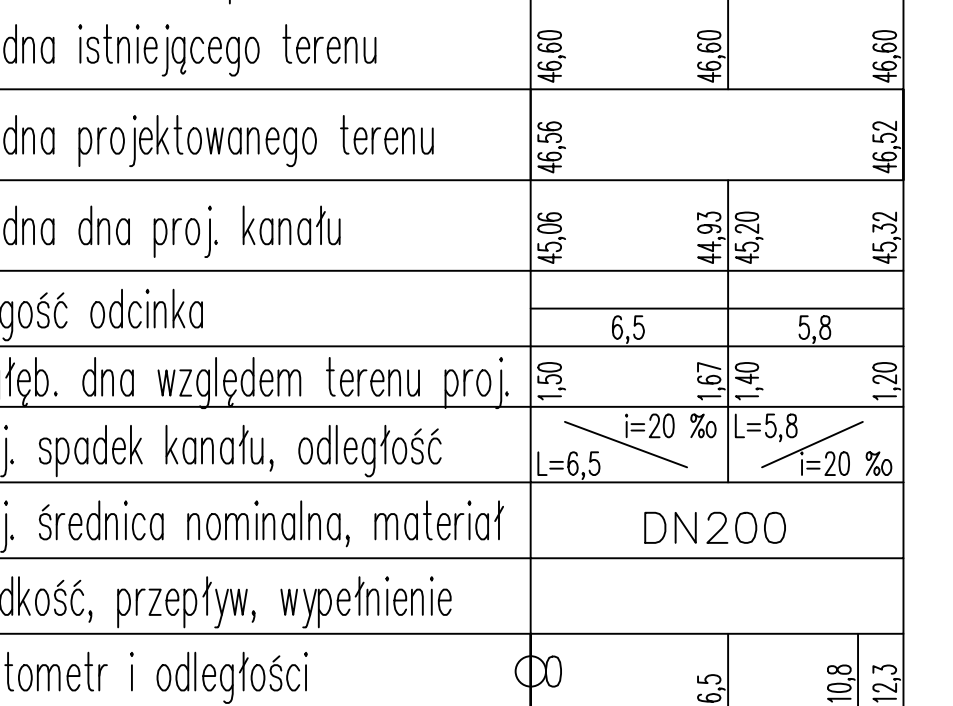 dna istniejącego terenu 46,60 46,60 46,60
dna projektowanego terenu 46,56 46,52
dna dna proj. kanału 45,06 44,93 45,20 45,32
gość odcinka
6,5 5,8
łęb. dna względem terenu proj. 1,50 1,67 1,40 1,20
i=20 ‰ L=5,8
j. spadek kanału, odległość
L=6,5 i=20 ‰
j. średnica nominalna, materiał DN200
dkość, przepływ, wypełnienie
tometr i odległości 0 6,5 10,8 12,3